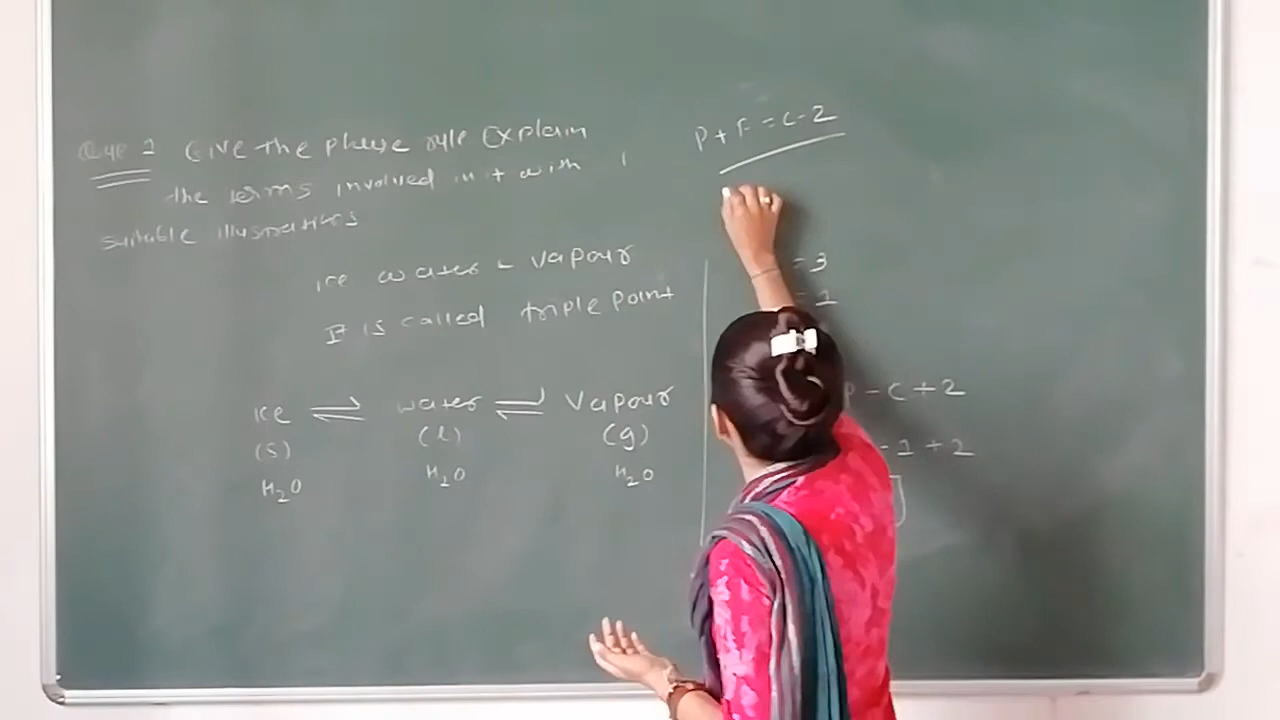 Que 1 Give the phase rule Explain
the terms involved in it with
suitable illustrations
ice water & vapour
It is called triple point
ice ⇌ water ⇌ Vapour
(s) (l) (g)
H2O H2O H2O
P + F = C - 2
= 3
= 1
P - C + 2
- 1 + 2